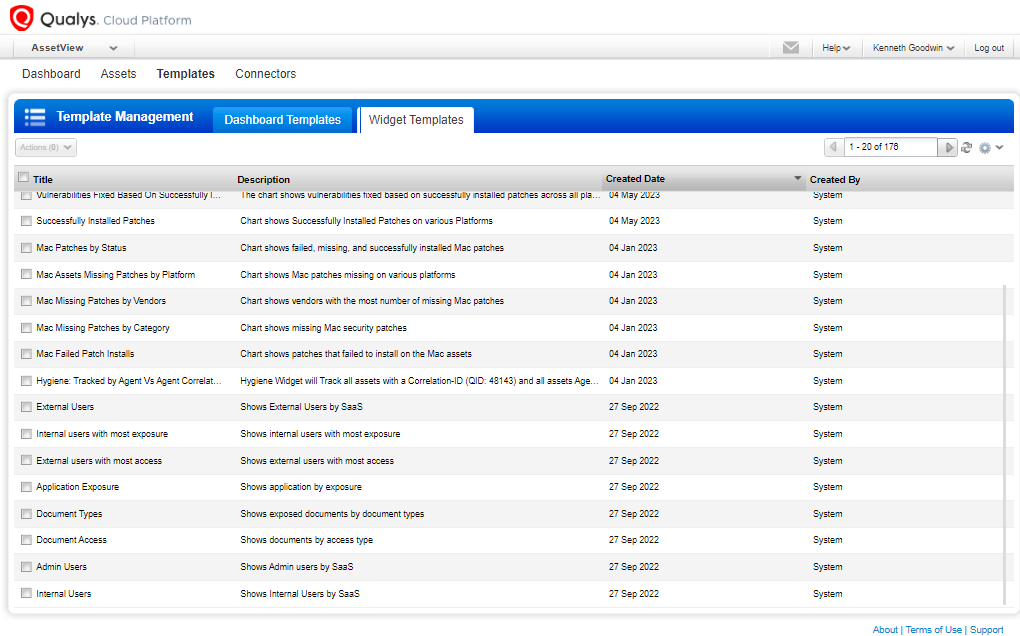 Qualys. Cloud Platform
AssetView
Help
Kenneth Goodwin
Log out
Dashboard Assets Templates Connectors
Template Management Dashboard Templates Widget Templates
Actions (0)
1 - 20 of 178
Title Description Created Date Created By
Vulnerabilities Fixed Based On Successfully I... The chart shows vulnerabilities fixed based on successfully installed patches across all pla... 04 May 2023 System
Successfully Installed Patches Chart shows Successfully Installed Patches on various Platforms 04 May 2023 System
Mac Patches by Status Chart shows failed, missing, and successfully installed Mac patches 04 Jan 2023 System
Mac Assets Missing Patches by Platform Chart shows Mac patches missing on various platforms 04 Jan 2023 System
Mac Missing Patches by Vendors Chart shows vendors with the most number of missing Mac patches 04 Jan 2023 System
Mac Missing Patches by Category Chart shows missing Mac security patches 04 Jan 2023 System
Mac Failed Patch Installs Chart shows patches that failed to install on the Mac assets 04 Jan 2023 System
Hygiene: Tracked by Agent Vs Agent Correlat... Hygiene Widget will Track all assets with a Correlation-ID (QID: 48143) and all assets Age... 04 Jan 2023 System
External Users Shows External Users by SaaS 27 Sep 2022 System
Internal users with most exposure Shows internal users with most exposure 27 Sep 2022 System
External users with most access Shows external users with most access 27 Sep 2022 System
Application Exposure Shows application by exposure 27 Sep 2022 System
Document Types Shows exposed documents by document types 27 Sep 2022 System
Document Access Shows documents by access type 27 Sep 2022 System
Admin Users Shows Admin users by SaaS 27 Sep 2022 System
Internal Users Shows Internal Users by SaaS 27 Sep 2022 System
About | Terms of Use | Support